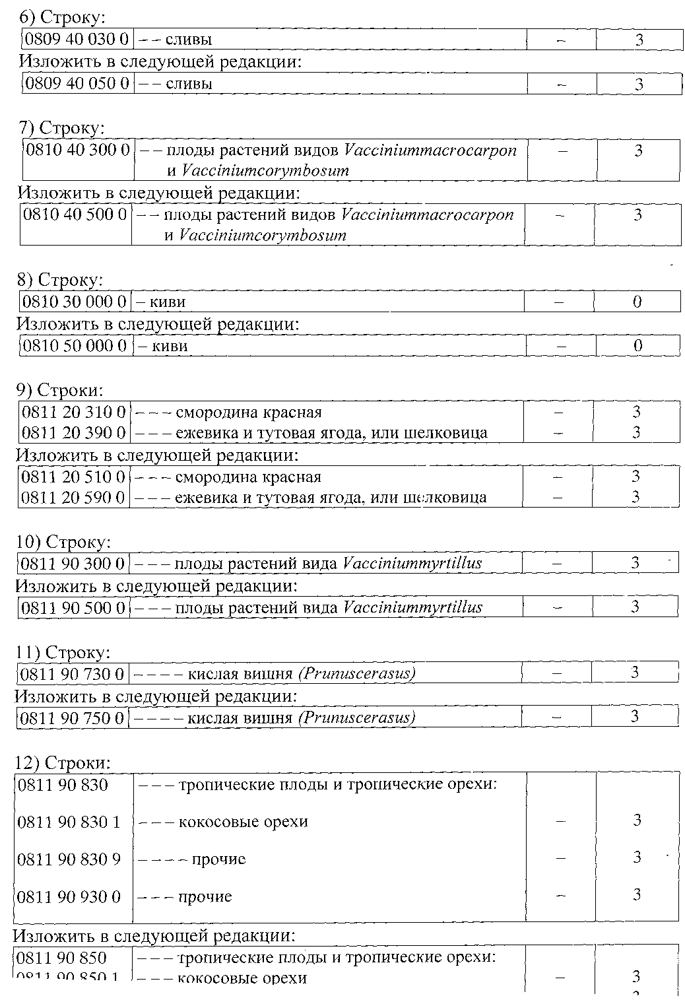 6) Строку:
0809 40 030 0 – – сливы – 3
Изложить в следующей редакции:
0809 40 050 0 – – сливы – 3
7) Строку:
0810 40 300 0 – – плоды растений видов Vacciniummacrocarpon – 3
и Vacciniumcorymbosum
Изложить в следующей редакции:
0810 40 500 0 – – плоды растений видов Vacciniummacrocarpon – 3
и Vacciniumcorymbosum
8) Строку:
0810 30 000 0 – киви – 0
Изложить в следующей редакции:
0810 50 000 0 – киви – 0
9) Строки:
0811 20 310 0 – – – смородина красная – 3
0811 20 390 0 – – – ежевика и тутовая ягода, или шелковица – 3
Изложить в следующей редакции:
0811 20 510 0 – – – смородина красная – 3
0811 20 590 0 – – – ежевика и тутовая ягода, или шелковица – 3
10) Строку:
0811 90 300 0 – – – плоды растений вида Vacciniummyrtillus – 3
Изложить в следующей редакции:
0811 90 500 0 – – – плоды растений вида Vacciniummyrtillus – 3
11) Строку:
0811 90 730 0 – – – – кислая вишня (Prunuscerasus) – 3
Изложить в следующей редакции:
0811 90 750 0 – – – – кислая вишня (Prunuscerasus) – 3
12) Строки:
0811 90 830 – – – тропические плоды и тропические орехи:
0811 90 830 1 – – – кокосовые орехи – 3
0811 90 830 9 – – – – прочие – 3
0811 90 930 0 – – – прочие – 3
Изложить в следующей редакции:
0811 90 850 – – – тропические плоды и тропические орехи:
0811 90 850 1 – – – кокосовые орехи – 3